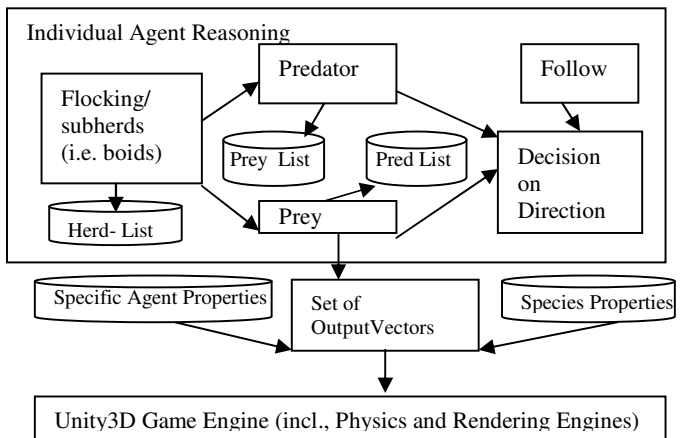 Individual Agent Reasoning
Predator
Follow
Flocking/
subherds
(i.e. boids)
Prey List
Pred List
Decision
on
Direction
Prey
Herd- List
Specific Agent Properties
Set of
OutputVectors
Species Properties
Unity3D Game Engine (incl., Physics and Rendering Engines)